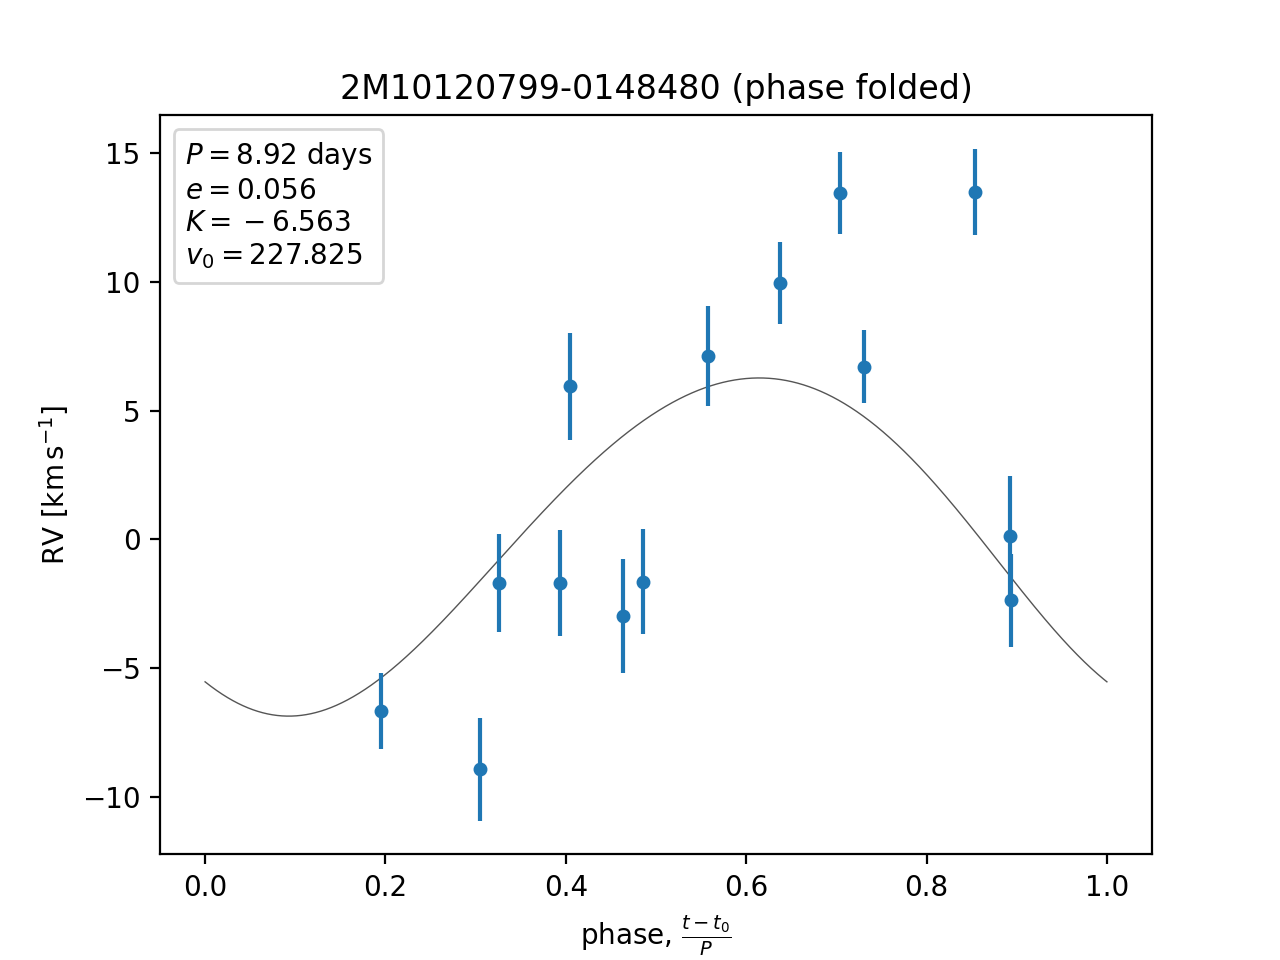 2M10120799-0148480 (phase folded)
P = 8.92 days
e = 0.056
K = −6.563
v₀ = 227.825
15
10
5
0
−5
−10
RV [km s⁻¹]
0.0 0.2 0.4 0.6 0.8 1.0
phase, (t − t₀)/P